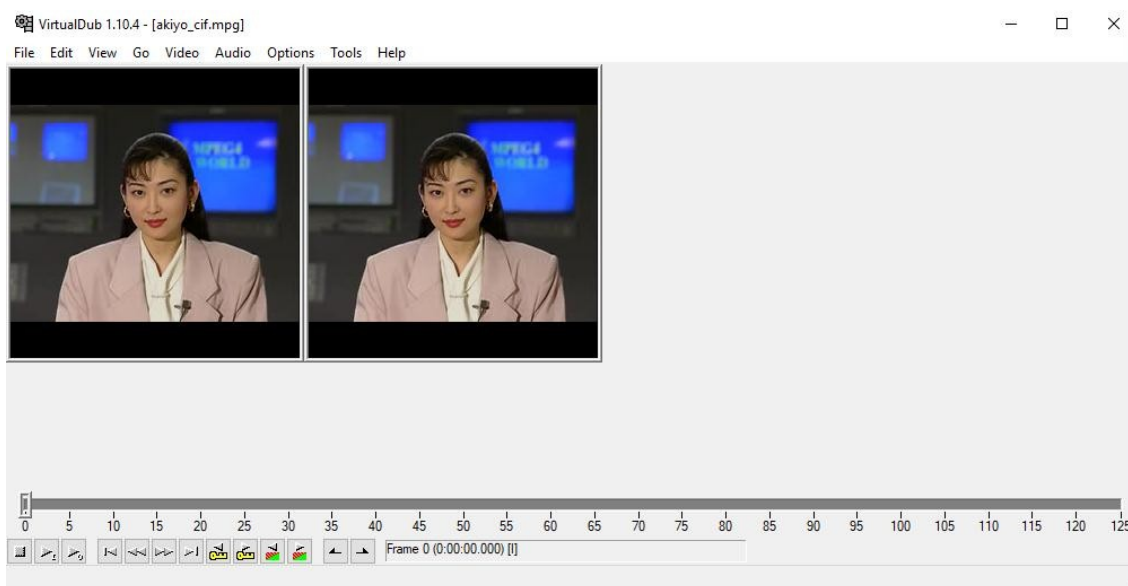 VirtualDub 1.10.4 - [akiyo_cif.mpg]
File Edit View Go Video Audio Options Tools Help
MPEG4
WORLD
MPEG4
WORLD
0 5 10 15 20 25 30 35 40 45 50 55 60 65 70 75 80 85 90 95 100 105 110 115 120 125
Frame 0 (0:00:00.000) [I]